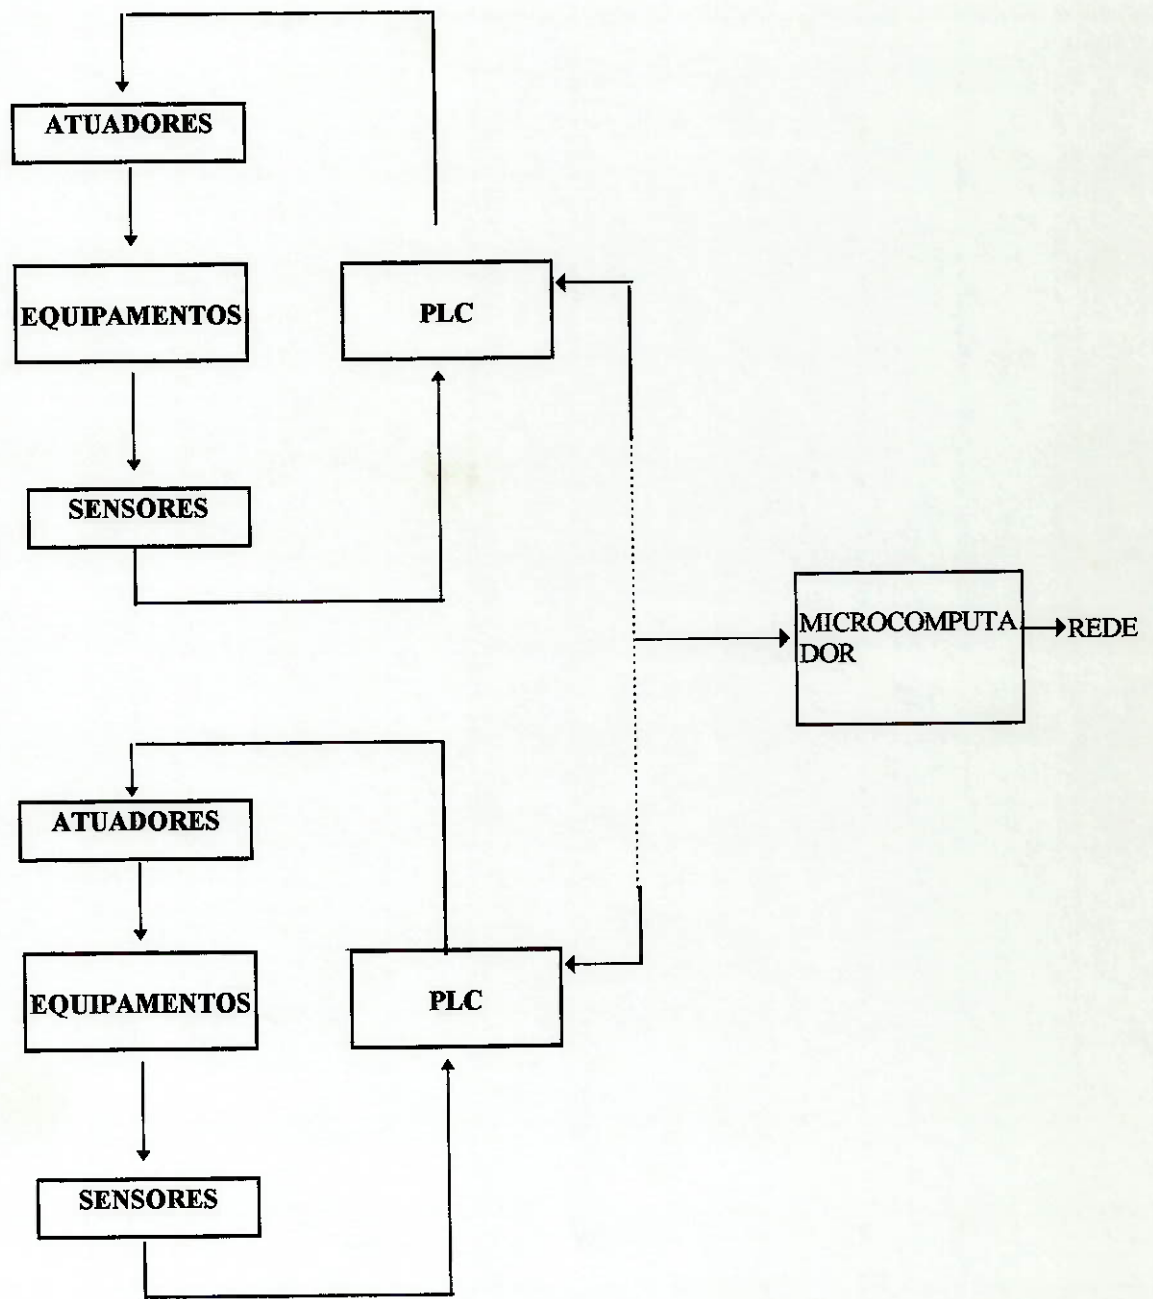 ATUADORES
EQUIPAMENTOS
PLC
SENSORES
MICROCOMPUTA
DOR
REDE
ATUADORES
EQUIPAMENTOS
PLC
SENSORES